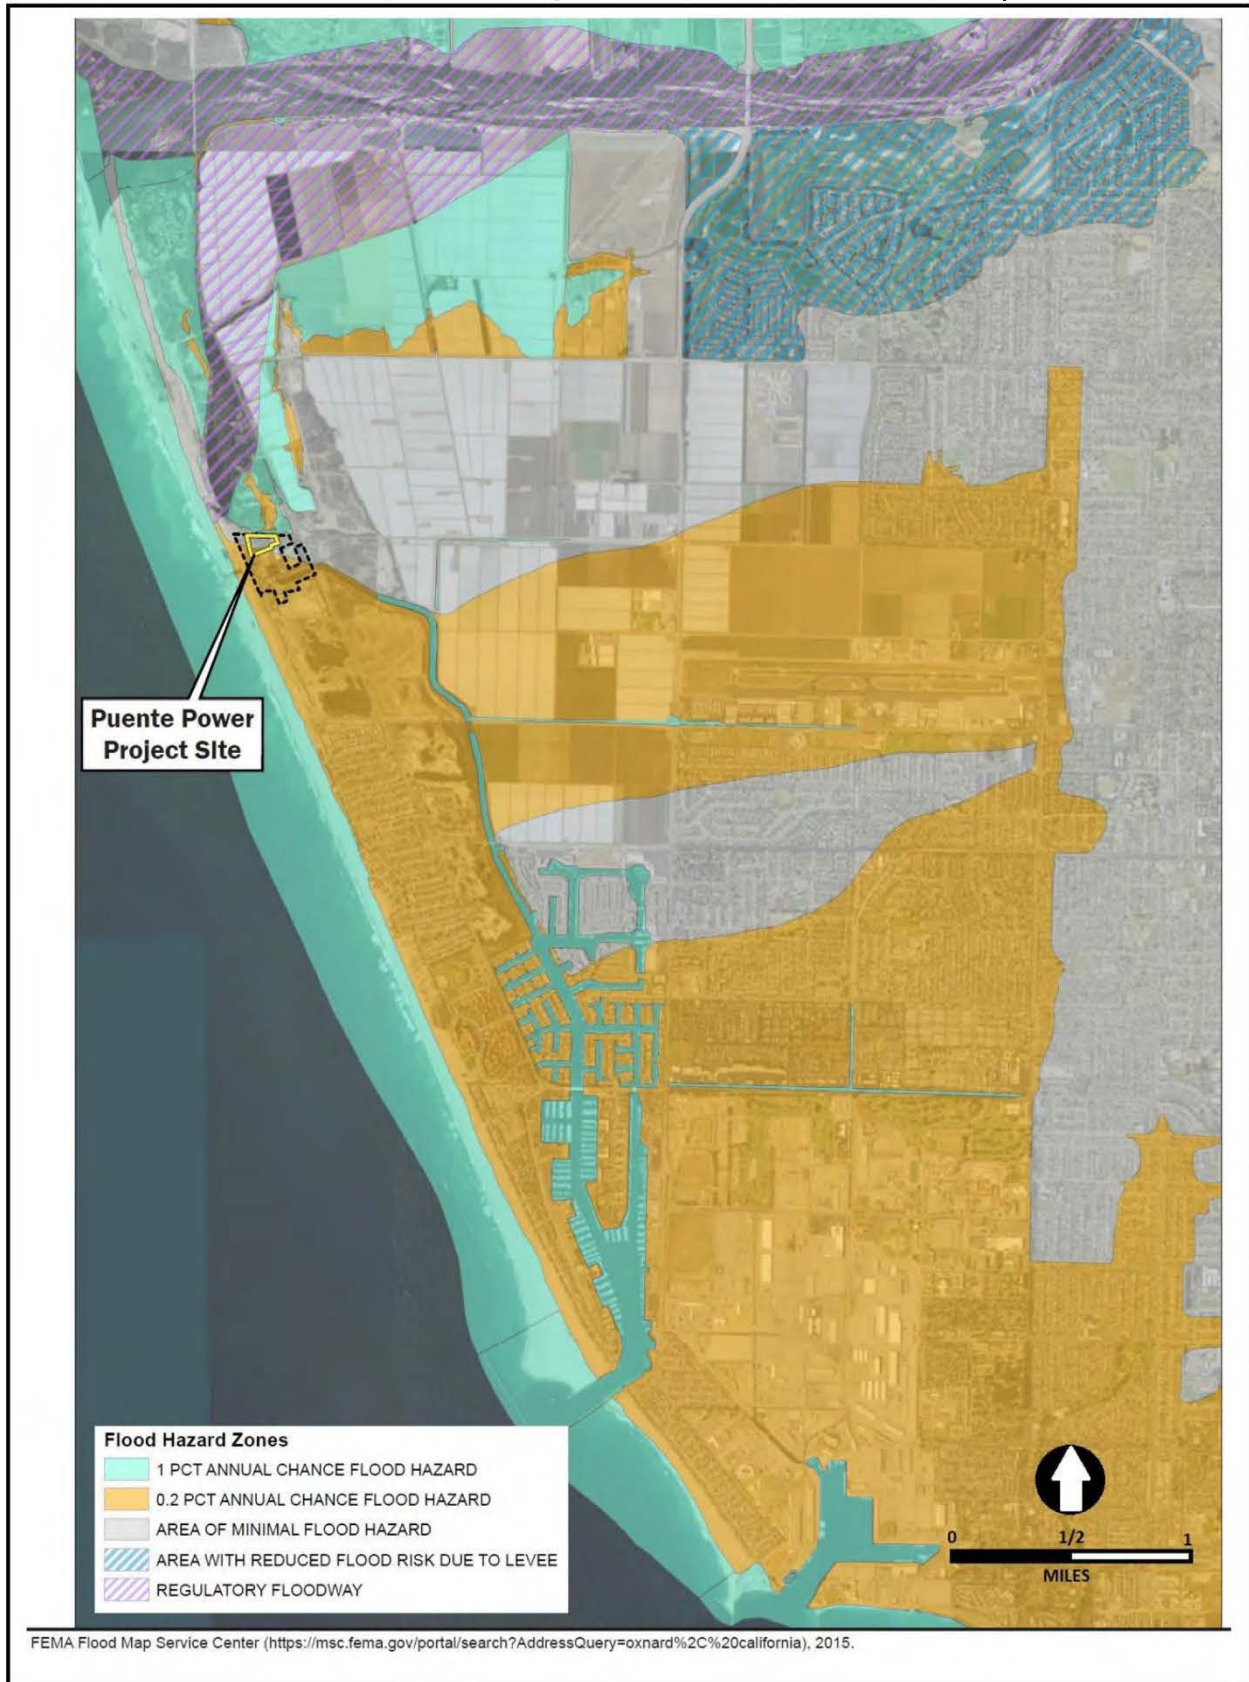 Puente Power
Project SIte
Flood Hazard Zones
1 PCT ANNUAL CHANCE FLOOD HAZARD
0.2 PCT ANNUAL CHANCE FLOOD HAZARD
AREA OF MINIMAL FLOOD HAZARD
AREA WITH REDUCED FLOOD RISK DUE TO LEVEE
REGULATORY FLOODWAY
0 1/2 1
MILES
FEMA Flood Map Service Center (https://msc.fema.gov/portal/search?AddressQuery=oxnard%2C%20california), 2015.